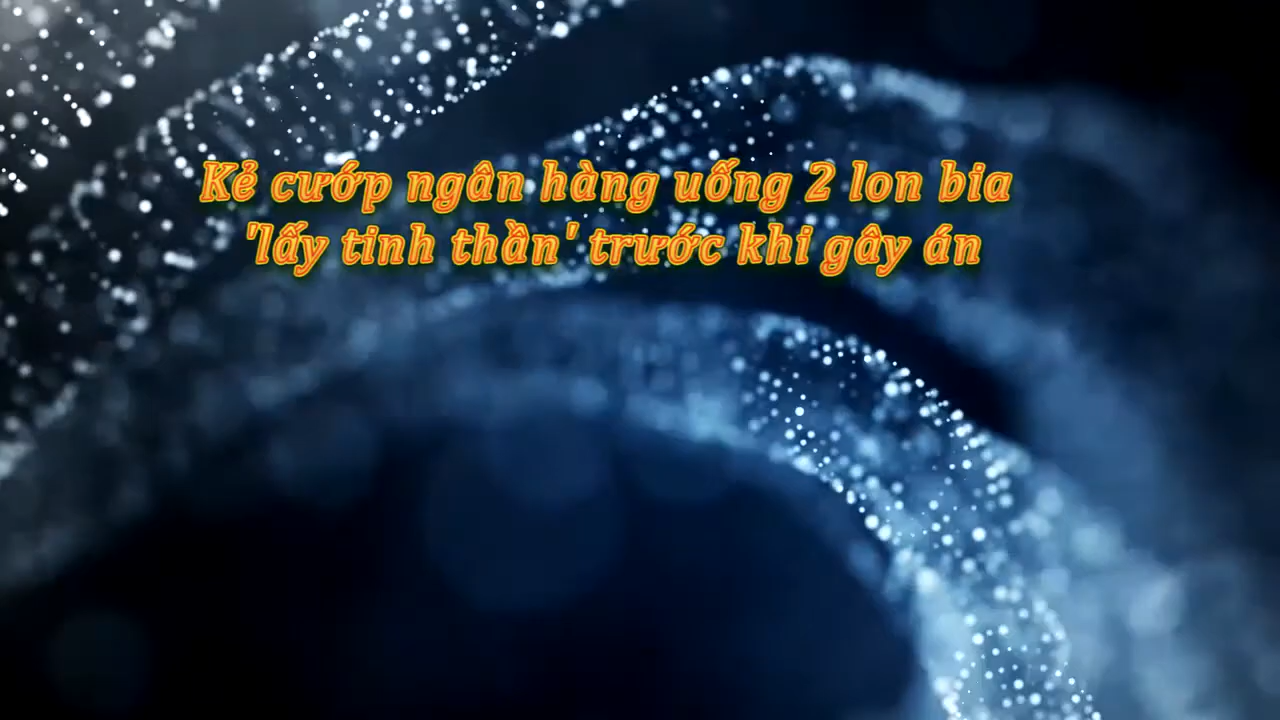 Kẻ cướp ngân hàng uống 2 lon bia
'lấy tinh thần' trước khi gây án